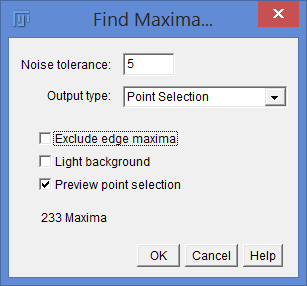 Find Maxima...
Noise tolerance: 5
Output type: Point Selection
Exclude edge maxima
Light background
Preview point selection
233 Maxima
OK Cancel Help